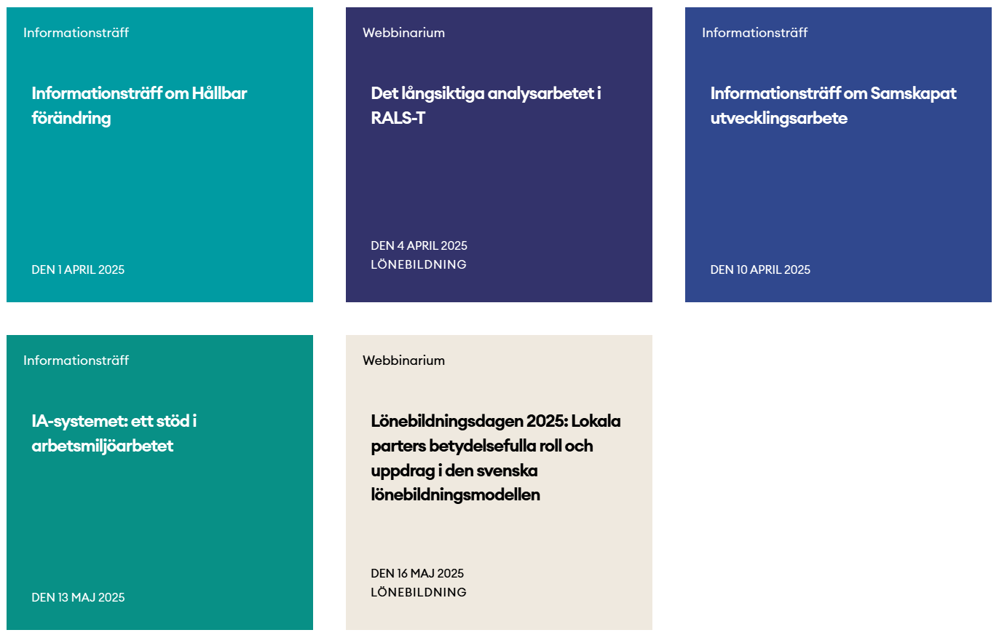 Informationsträff
Informationsträff om Hållbar
förändring
DEN 1 APRIL 2025
Webbinarium
Det långsiktiga analysarbetet i
RALS-T
DEN 4 APRIL 2025
LÖNEBILDNING
Informationsträff
Informationsträff om Samskapat
utvecklingsarbete
DEN 10 APRIL 2025
Informationsträff
IA-systemet: ett stöd i
arbetsmiljöarbetet
DEN 13 MAJ 2025
Webbinarium
Lönebildningsdagen 2025: Lokala
parters betydelsefulla roll och
uppdrag i den svenska
lönebildningsmodellen
DEN 16 MAJ 2025
LÖNEBILDNING